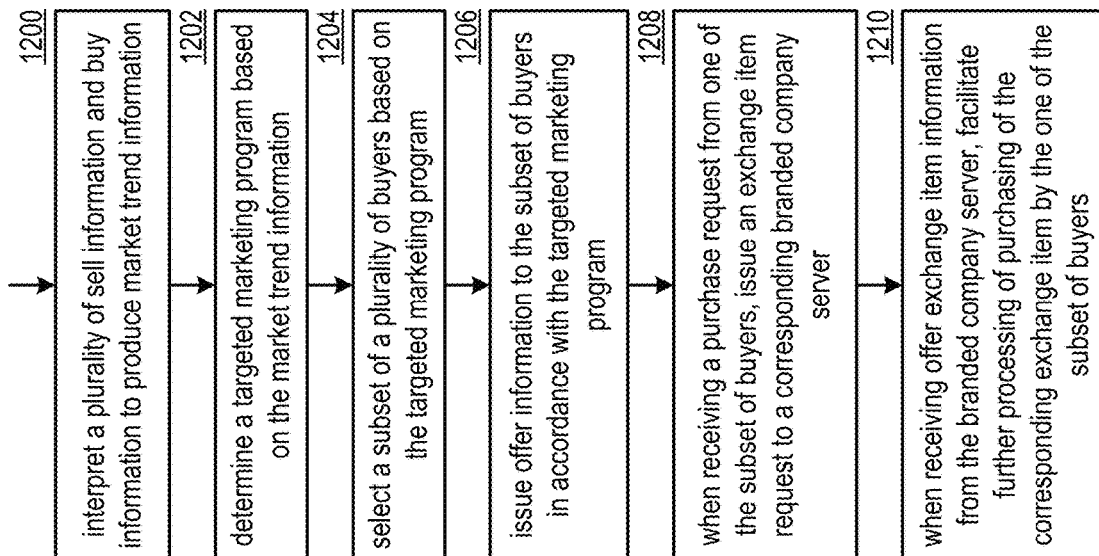 1200
interpret a plurality of sell information and buy
information to produce market trend information
1202
determine a targeted marketing program based
on the market trend information
1204
select a subset of a plurality of buyers based on
the targeted marketing program
1206
issue offer information to the subset of buyers
in accordance with the targeted marketing
program
1208
when receiving a purchase request from one of
the subset of buyers, issue an exchange item
request to a corresponding branded company
server
1210
when receiving offer exchange item information
from the branded company server, facilitate
further processing of purchasing of the
corresponding exchange item by the one of the
subset of buyers